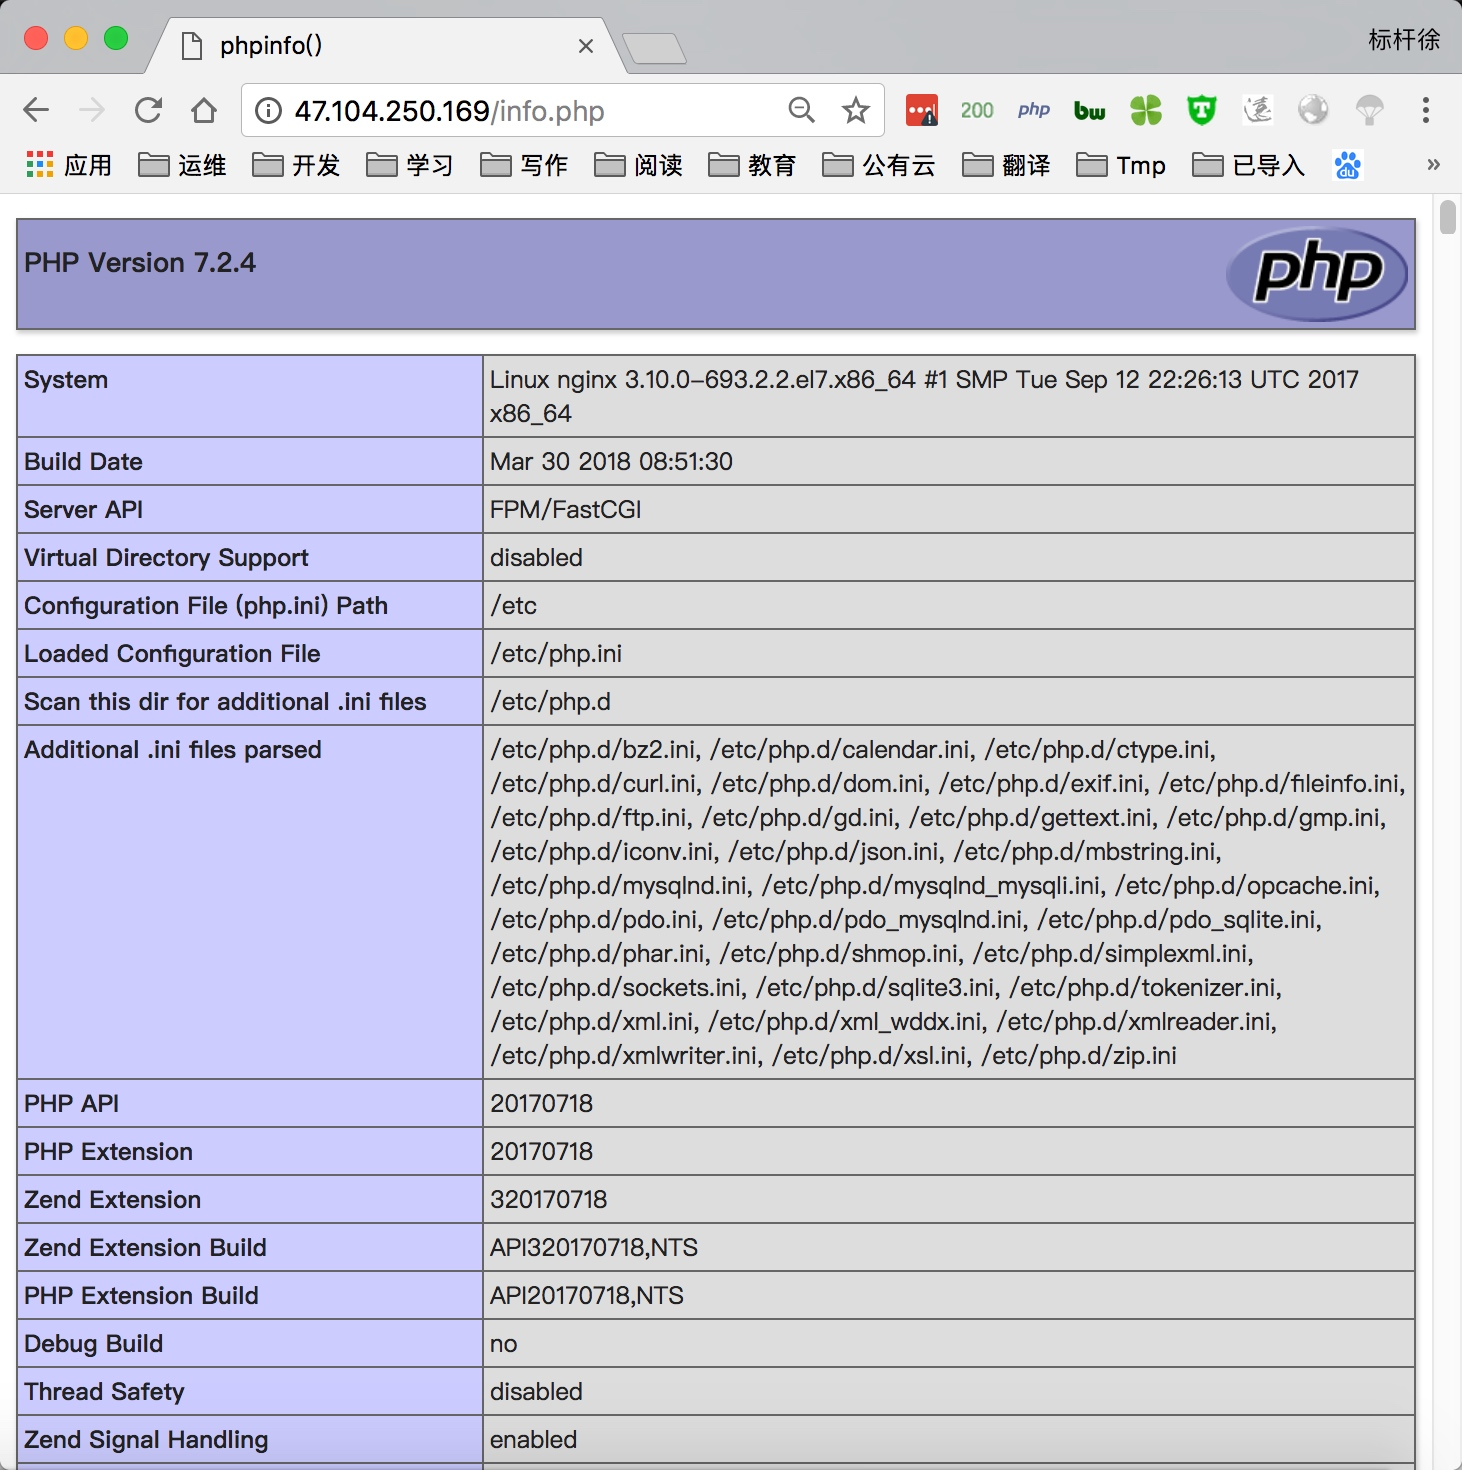 phpinfo()
标杆徐
47.104.250.169/info.php
200
php
bw
T
应用
运维
开发
学习
写作
阅读
教育
公有云
翻译
Tmp
已导入
du
»
PHP Version 7.2.4
php
System
Linux nginx 3.10.0-693.2.2.el7.x86_64 #1 SMP Tue Sep 12 22:26:13 UTC 2017
x86_64
Build Date
Mar 30 2018 08:51:30
Server API
FPM/FastCGI
Virtual Directory Support
disabled
Configuration File (php.ini) Path
/etc
Loaded Configuration File
/etc/php.ini
Scan this dir for additional .ini files
/etc/php.d
Additional .ini files parsed
/etc/php.d/bz2.ini, /etc/php.d/calendar.ini, /etc/php.d/ctype.ini,
/etc/php.d/curl.ini, /etc/php.d/dom.ini, /etc/php.d/exif.ini, /etc/php.d/fileinfo.ini,
/etc/php.d/ftp.ini, /etc/php.d/gd.ini, /etc/php.d/gettext.ini, /etc/php.d/gmp.ini,
/etc/php.d/iconv.ini, /etc/php.d/json.ini, /etc/php.d/mbstring.ini,
/etc/php.d/mysqlnd.ini, /etc/php.d/mysqlnd_mysqli.ini, /etc/php.d/opcache.ini,
/etc/php.d/pdo.ini, /etc/php.d/pdo_mysqlnd.ini, /etc/php.d/pdo_sqlite.ini,
/etc/php.d/phar.ini, /etc/php.d/shmop.ini, /etc/php.d/simplexml.ini,
/etc/php.d/sockets.ini, /etc/php.d/sqlite3.ini, /etc/php.d/tokenizer.ini,
/etc/php.d/xml.ini, /etc/php.d/xml_wddx.ini, /etc/php.d/xmlreader.ini,
/etc/php.d/xmlwriter.ini, /etc/php.d/xsl.ini, /etc/php.d/zip.ini
PHP API
20170718
PHP Extension
20170718
Zend Extension
320170718
Zend Extension Build
API320170718,NTS
PHP Extension Build
API20170718,NTS
Debug Build
no
Thread Safety
disabled
Zend Signal Handling
enabled